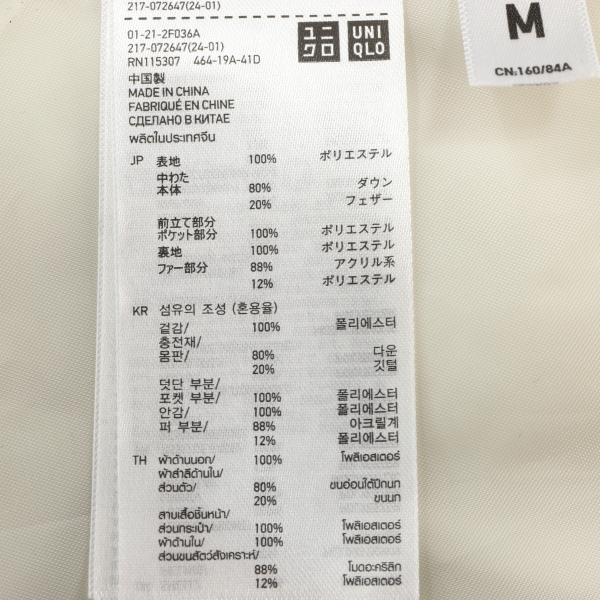 217-072647(24-01)
01-21-2F036A
217-072647(24-01)
RN115307 464-19A-41D
ユニクロ
UNIQLO
M
CN:160/84A
中国製
MADE IN CHINA
FABRIQUÉ EN CHINE
СДЕЛАНО В КИТАЕ
ผลิตในประเทศจีน
JP 表地 100% ポリエステル
中わた
本体 80% ダウン
20% フェザー
前立て部分
ポケット部分 100% ポリエステル
裏地 100% ポリエステル
ファー部分 88% アクリル系
12% ポリエステル
KR 섬유의 조성 (혼용율)
겉감/ 100% 폴리에스터
충전재/
몸판/ 80% 다운
20% 깃털
덧단 부분/
포켓 부분/ 100% 폴리에스터
안감/ 100% 폴리에스터
퍼 부분/ 88% 아크릴계
12% 폴리에스터
TH ผ้าด้านนอก/ 100% โพลิเอสเตอร์
ผ้าสำลีด้านใน/
ส่วนตัว/ 80% ขนอ่อนใต้ปีกนก
20% ขนนก
สาบเสื้อชิ้นหน้า/
ส่วนกระเป๋า/ 100% โพลิเอสเตอร์
ผ้าด้านใน/ 100% โพลิเอสเตอร์
ส่วนขนสัตว์สังเคราะห์/
88% โมดอะคริลิก
12% โพลิเอสเตอร์